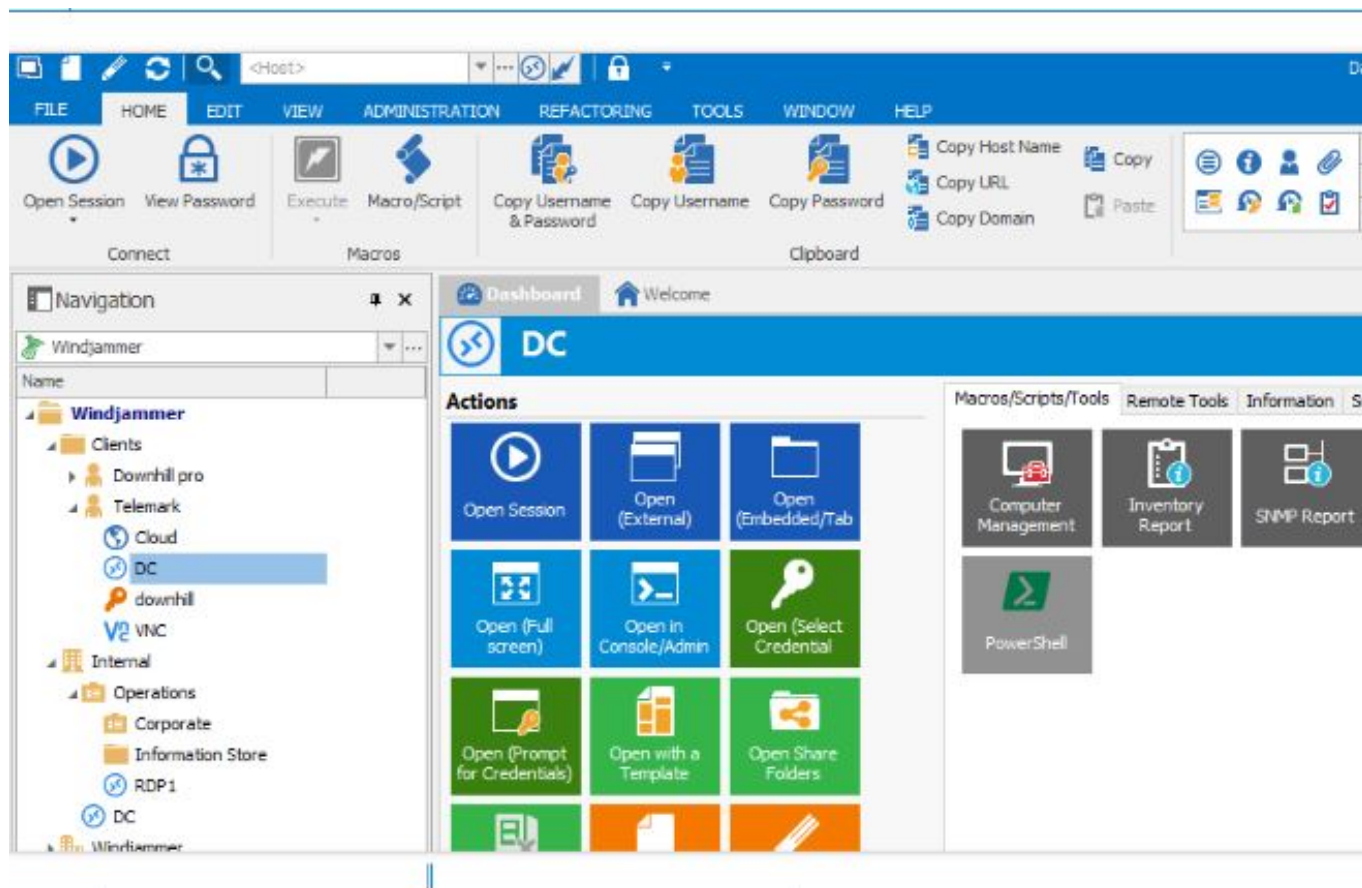 <Host>
Da
FILE HOME EDIT VIEW ADMINISTRATION REFACTORING TOOLS WINDOW HELP
Open Session
View Password
Connect
Execute
Macro/Script
Macros
Copy Username
& Password
Copy Username
Copy Password
Copy Host Name
Copy URL
Copy Domain
Copy
Paste
Clipboard
Navigation
Windjammer
Name
Windjammer
Clients
Downhill pro
Telemark
Cloud
DC
downhill
VNC
Internal
Operations
Corporate
Information Store
RDP1
DC
Windjammer
Dashboard
Welcome
DC
Actions
Open Session
Open
(External)
Open
(Embedded/Tab
Open (Full
screen)
Open in
Console/Admin
Open (Select
Credential
Open (Prompt
for Credentials)
Open with a
Template
Open Share
Folders
Macros/Scripts/Tools Remote Tools Information S
Computer
Management
Inventory
Report
SNMP Report
PowerShell